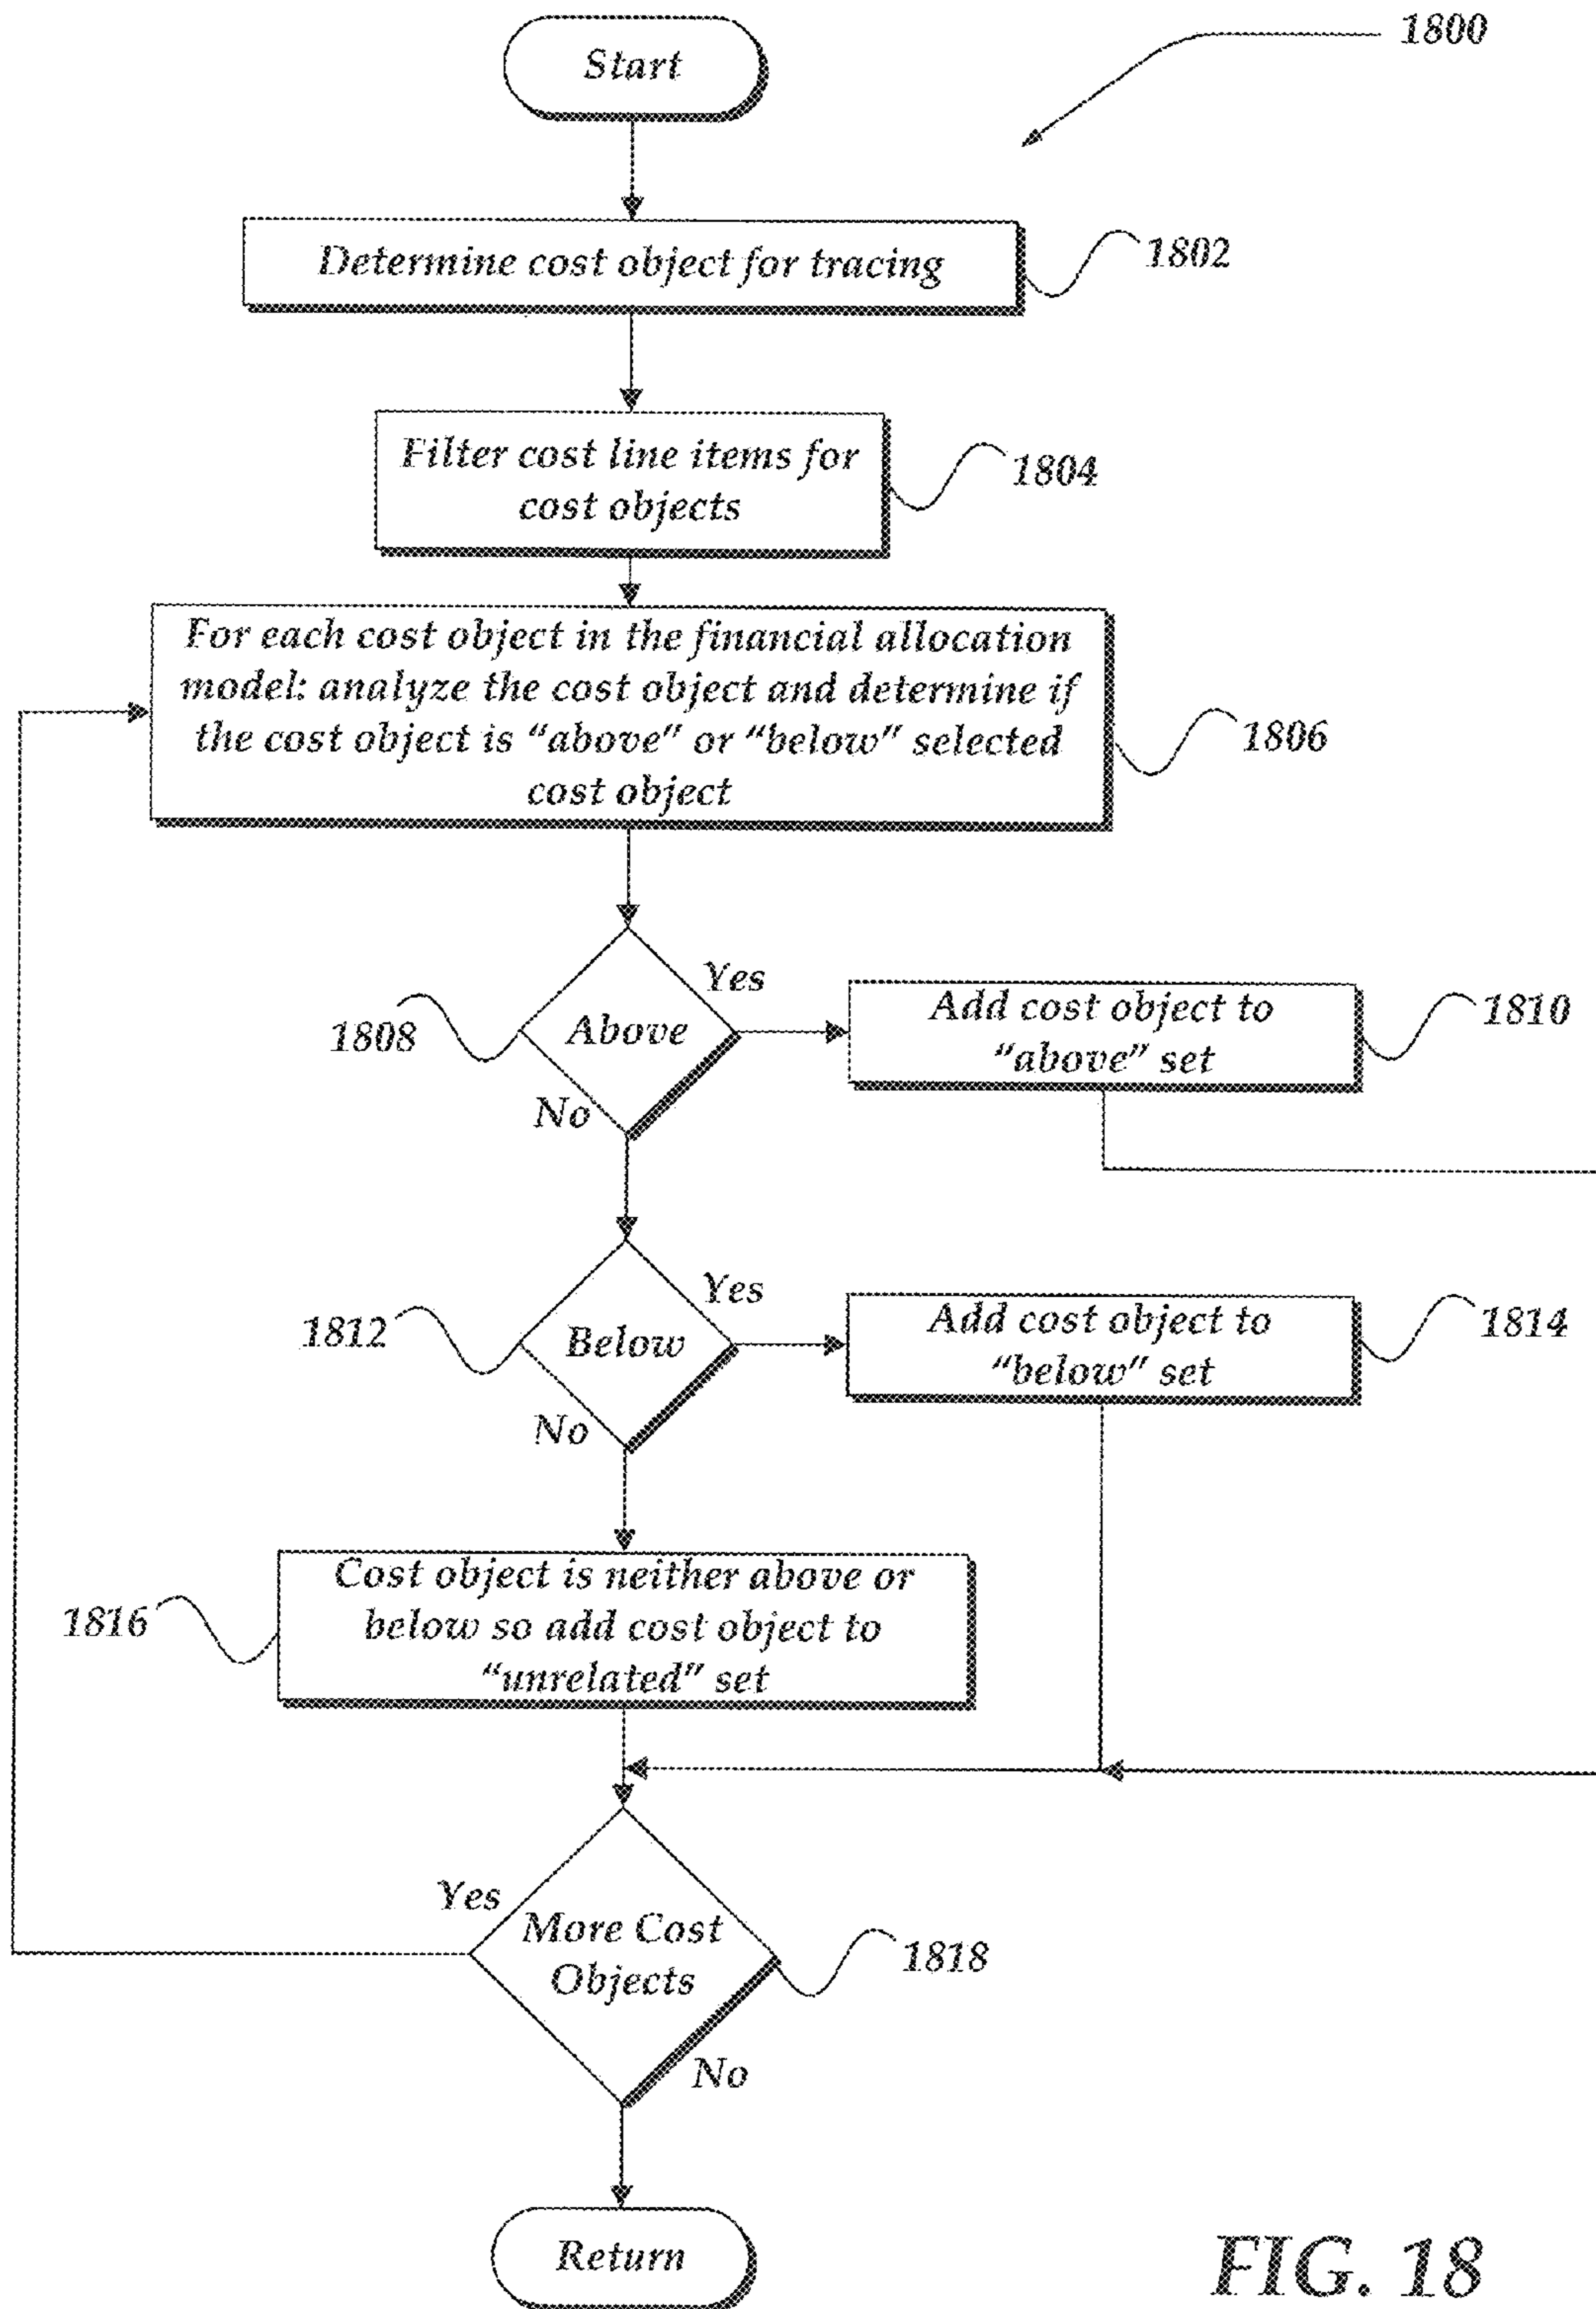 1800
Start
Determine cost object for tracing
1802
Filter cost line items for
cost objects
1804
For each cost object in the financial allocation
model: analyze the cost object and determine if
the cost object is “above” or “below” selected
cost object
1806
1808
Above
Yes
No
Add cost object to
“above” set
1810
1812
Below
Yes
No
Add cost object to
“below” set
1814
1816
Cost object is neither above or
below so add cost object to
“unrelated” set
Yes
More Cost
Objects
1818
No
Return
FIG. 18